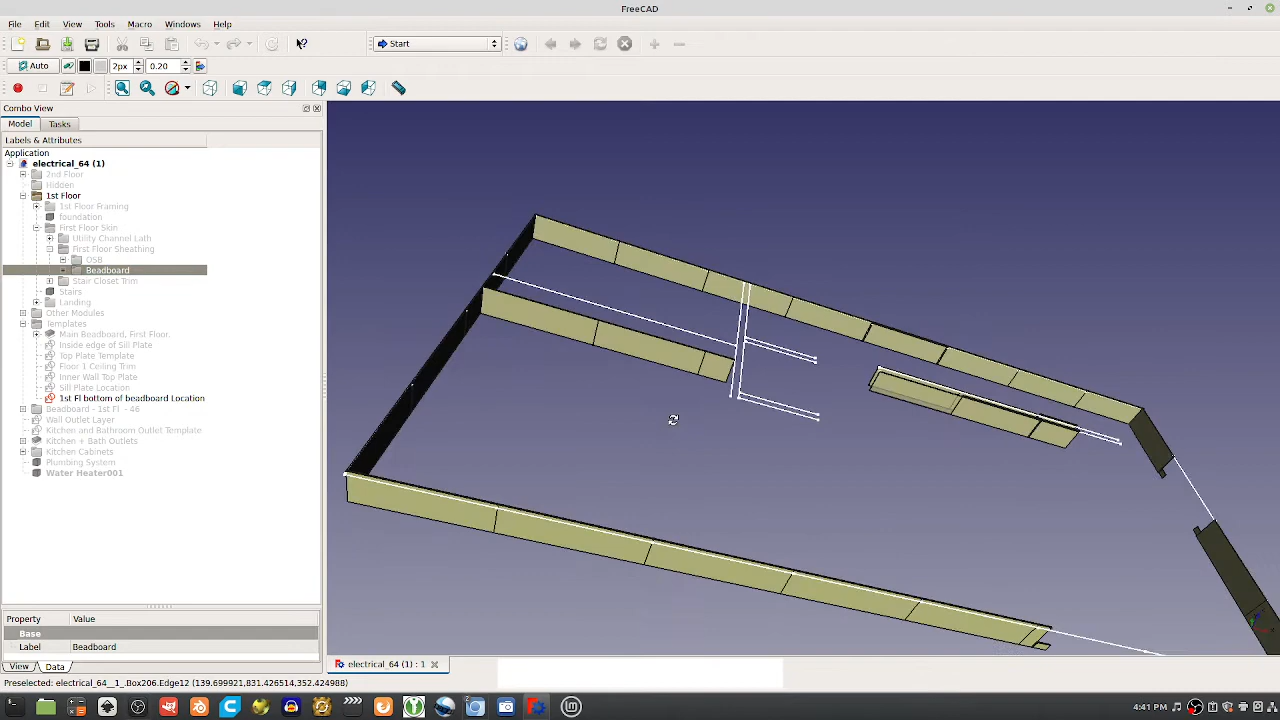 FreeCAD
File Edit View Tools Macro Windows Help
Start
Auto 2px 0.20
Combo View
Model Tasks
Labels & Attributes
Application
electrical_64 (1)
2nd Floor
Hidden
1st Floor
1st Floor Framing
foundation
First Floor Skin
Utility Channel Lath
First Floor Sheathing
OSB
Beadboard
Stair Closet Trim
Stairs
Landing
Other Modules
Templates
Main Beadboard, First Floor.
Inside edge of Sill Plate
Top Plate Template
Floor 1 Ceiling Trim
Inner Wall Top Plate
Sill Plate Location
1st Fl bottom of beadboard Location
Beadboard - 1st Fl - 46
Wall Outlet Layer
Kitchen and Bathroom Outlet Template
Kitchen + Bath Outlets
Kitchen Cabinets
Plumbing System
Water Heater001
Property Value
Base
Label Beadboard
View Data
electrical_64 (1) : 1
Preselected: electrical_64__1_.Box206.Edge12 (139.699921,831.426514,352.424988)
4:41 PM